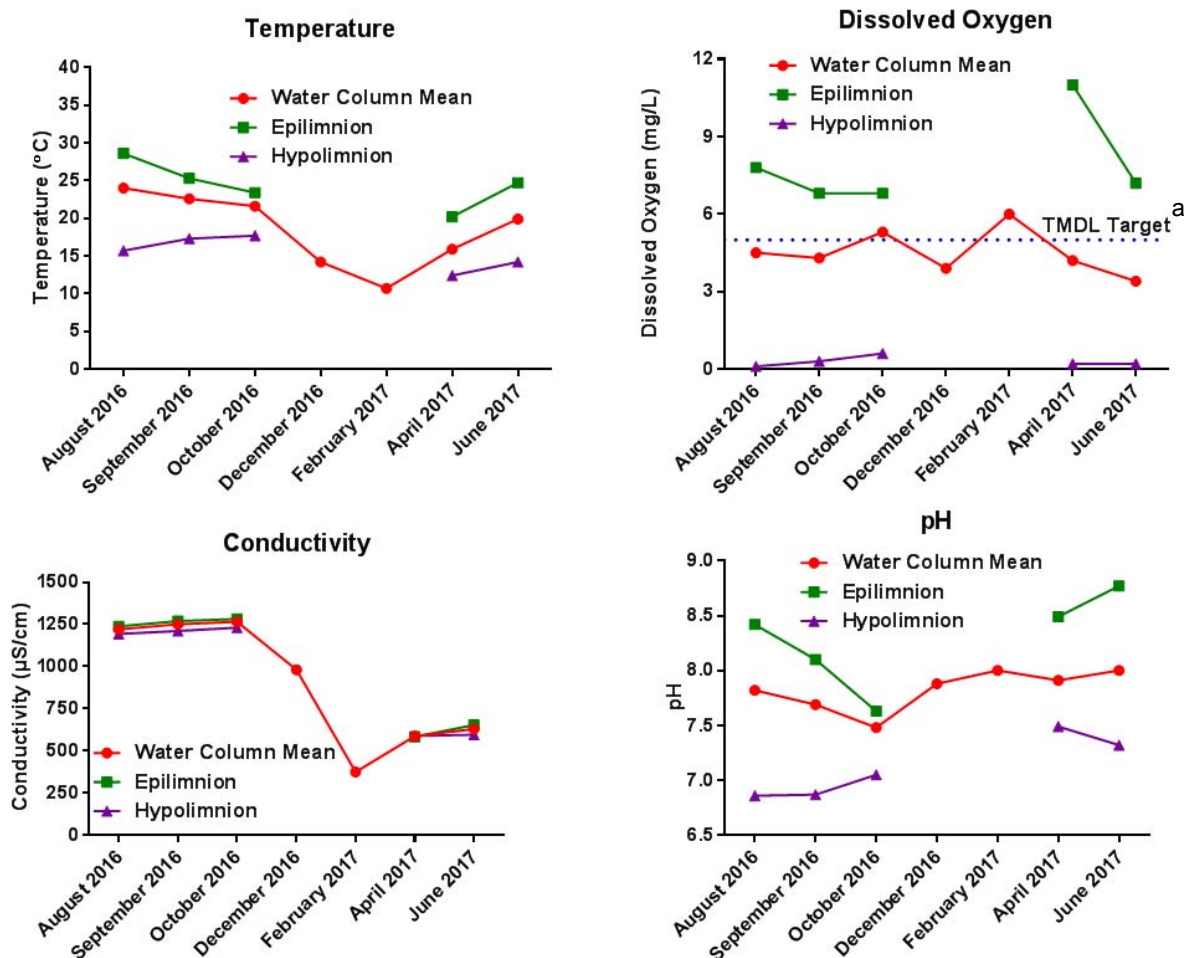 Temperature
40
35
30
25
20
15
10
5
0
Temperature (°C)
Water Column Mean
Epilimnion
Hypolimnion
August 2016
September 2016
October 2016
December 2016
February 2017
April 2017
June 2017
Dissolved Oxygen
12
9
6
3
0
Dissolved Oxygen (mg/L)
Water Column Mean
Epilimnion
Hypolimnion
TMDL Target a
August 2016
September 2016
October 2016
December 2016
February 2017
April 2017
June 2017
Conductivity
1500
1250
1000
750
500
250
0
Conductivity (µS/cm)
Water Column Mean
Epilimnion
Hypolimnion
August 2016
September 2016
October 2016
December 2016
February 2017
April 2017
June 2017
pH
9.0
8.5
8.0
7.5
7.0
6.5
pH
Water Column Mean
Epilimnion
Hypolimnion
August 2016
September 2016
October 2016
December 2016
February 2017
April 2017
June 2017